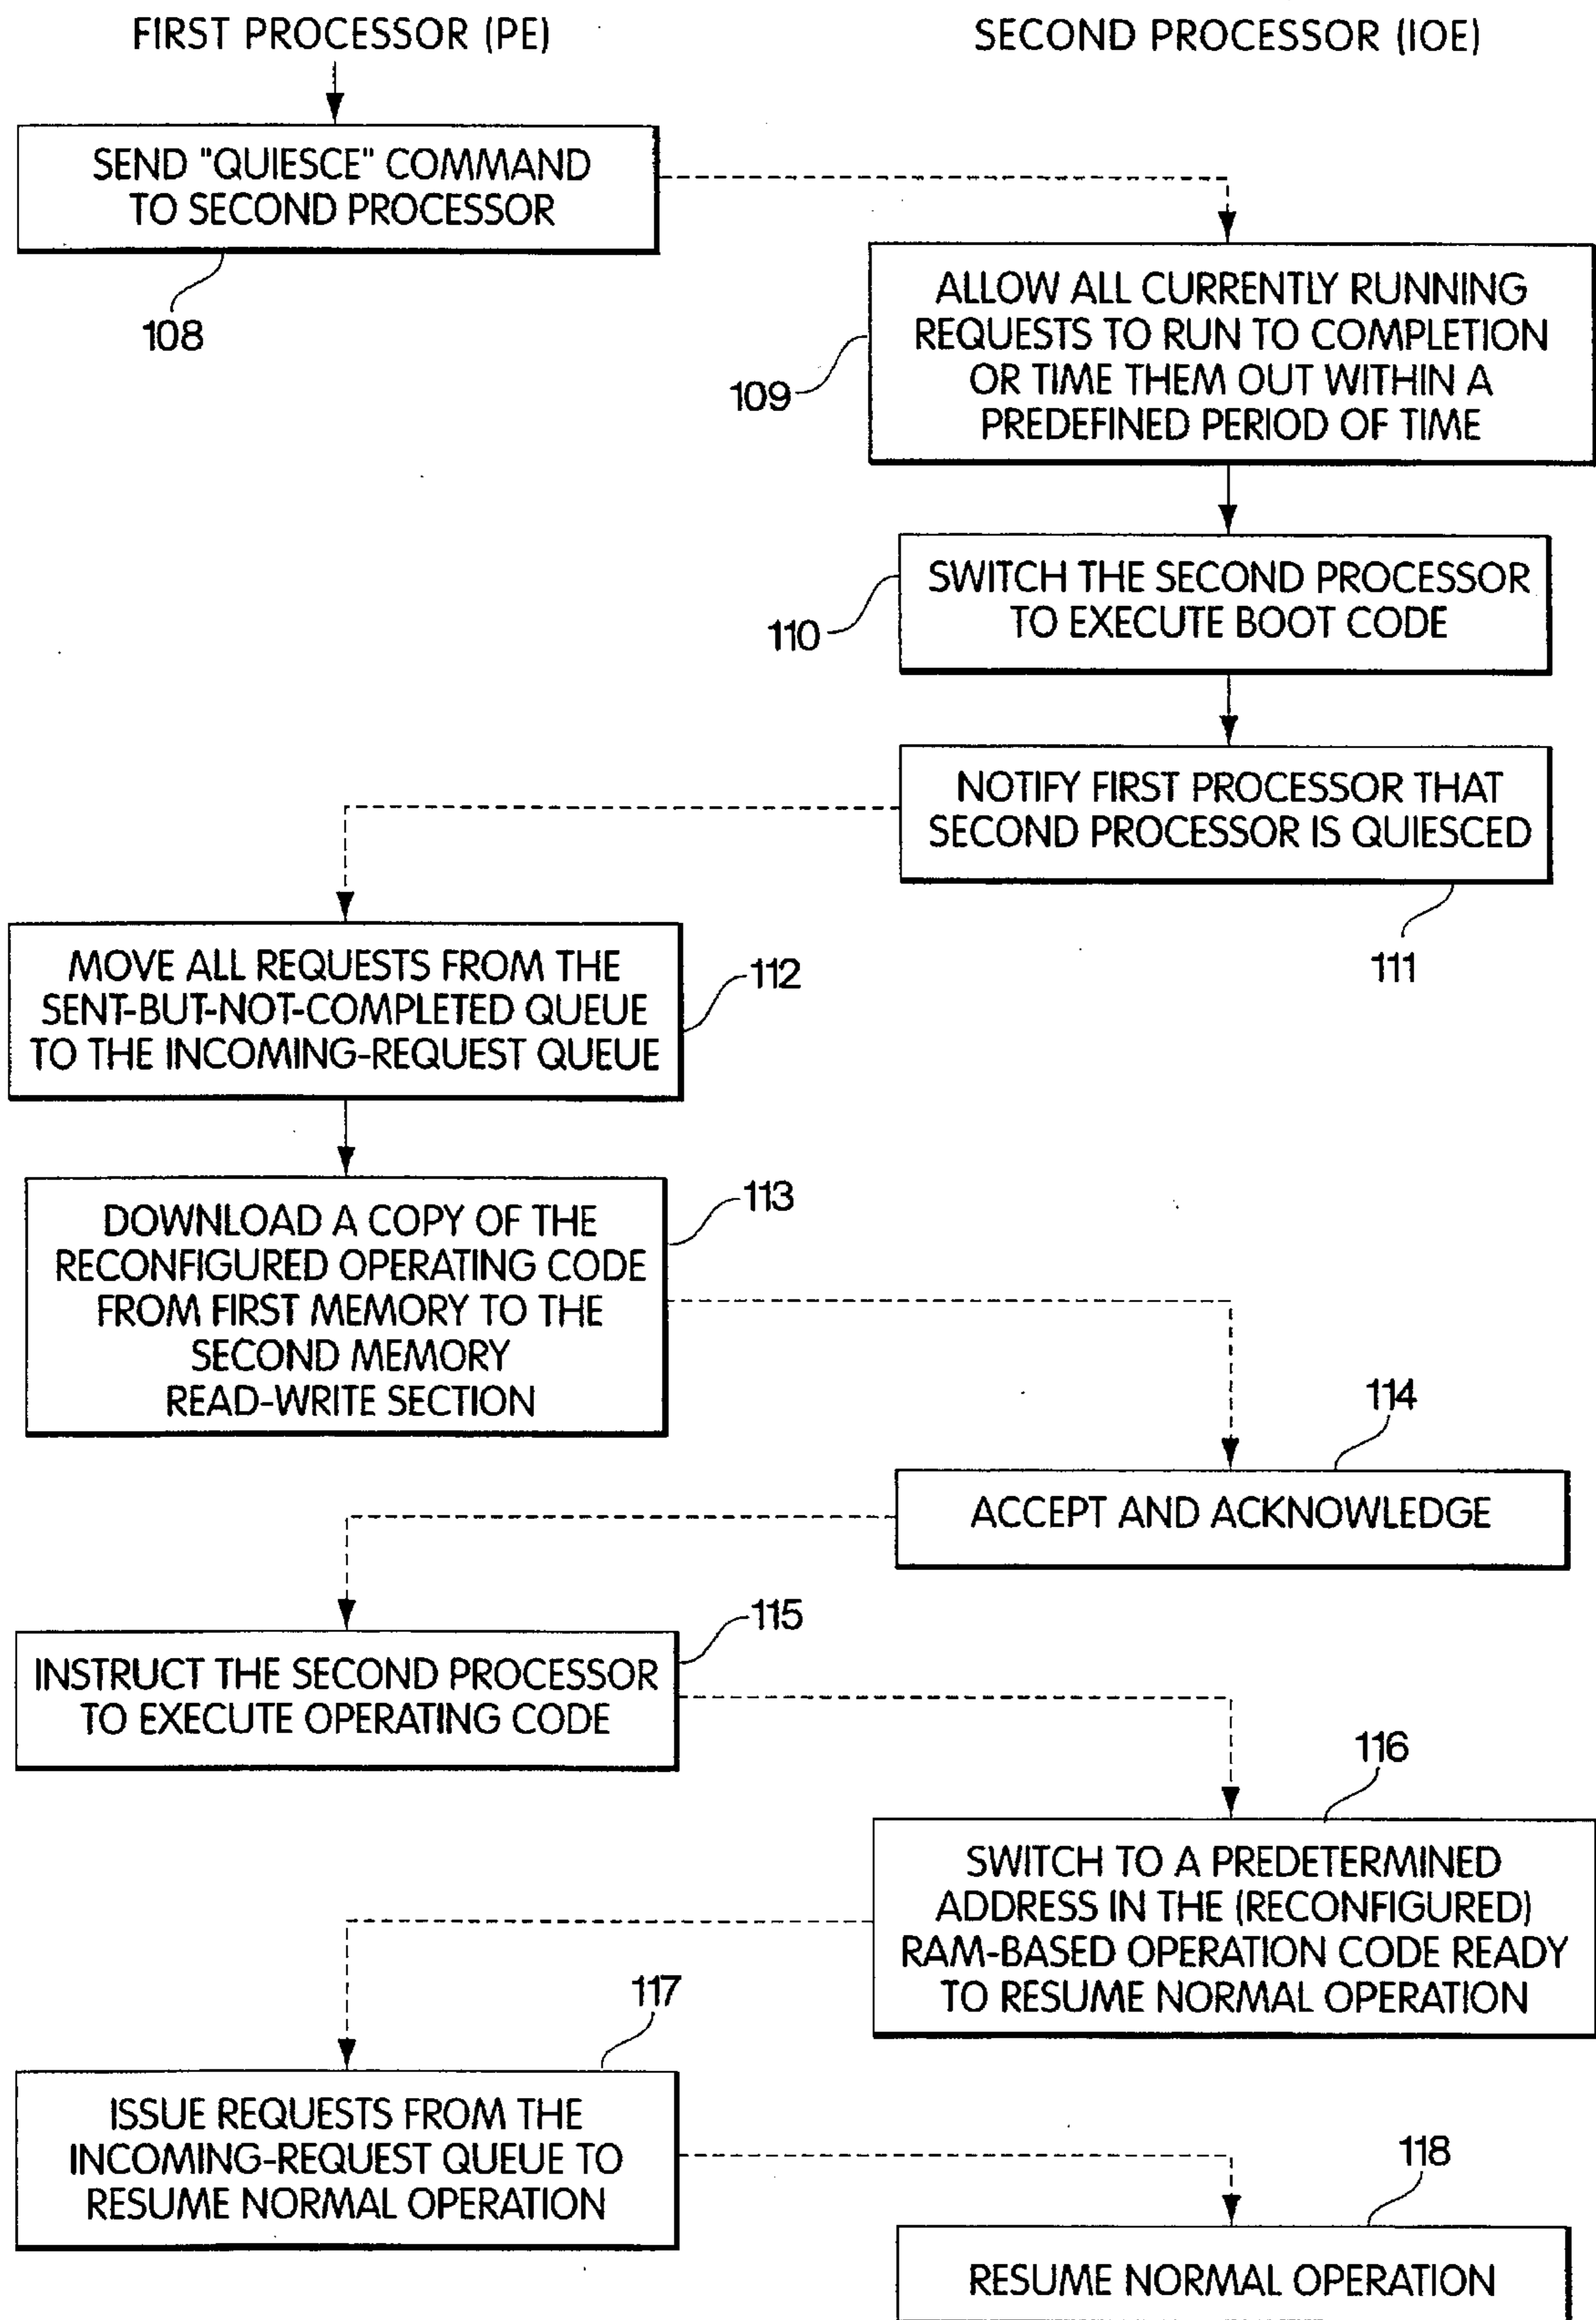 FIRST PROCESSOR (PE)
SECOND PROCESSOR (IOE)
SEND "QUIESCE" COMMAND
TO SECOND PROCESSOR
108
ALLOW ALL CURRENTLY RUNNING
REQUESTS TO RUN TO COMPLETION
OR TIME THEM OUT WITHIN A
PREDEFINED PERIOD OF TIME
109
SWITCH THE SECOND PROCESSOR
TO EXECUTE BOOT CODE
110
NOTIFY FIRST PROCESSOR THAT
SECOND PROCESSOR IS QUIESCED
111
MOVE ALL REQUESTS FROM THE
SENT-BUT-NOT-COMPLETED QUEUE
TO THE INCOMING-REQUEST QUEUE
112
DOWNLOAD A COPY OF THE
RECONFIGURED OPERATING CODE
FROM FIRST MEMORY TO THE
SECOND MEMORY
READ-WRITE SECTION
113
114
ACCEPT AND ACKNOWLEDGE
115
INSTRUCT THE SECOND PROCESSOR
TO EXECUTE OPERATING CODE
116
SWITCH TO A PREDETERMINED
ADDRESS IN THE (RECONFIGURED)
RAM-BASED OPERATION CODE READY
TO RESUME NORMAL OPERATION
117
ISSUE REQUESTS FROM THE
INCOMING-REQUEST QUEUE TO
RESUME NORMAL OPERATION
118
RESUME NORMAL OPERATION